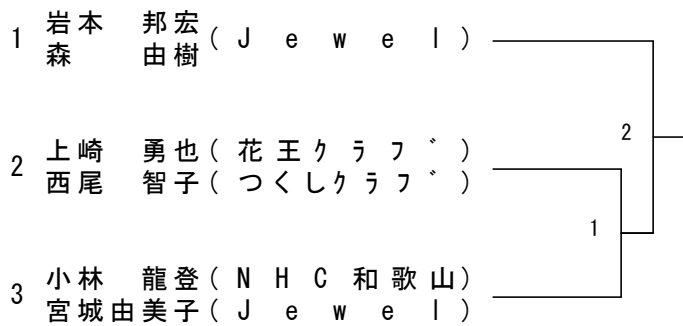 1 岩本 邦宏(Jewel)
森 由樹
2 上崎 勇也(花王ｸﾗﾌﾞ)
西尾 智子(つくしｸﾗﾌﾞ)
3 小林 龍登(NHC和歌山)
宮城由美子(Jewel)
2
1